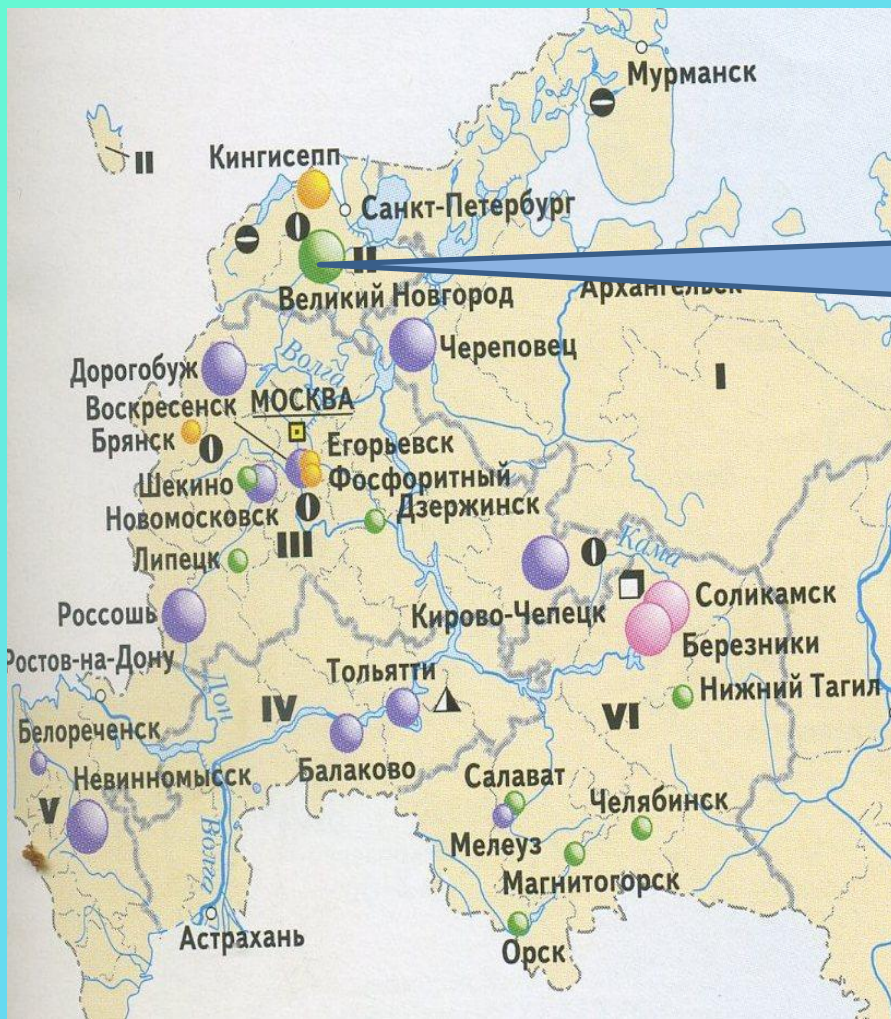 Мурманск
II
Кингисепп
Санкт-Петербург
II
Великий Новгород
Архангельск
Череповец
I
Волга
Дорогобуж
Воскресенск МОСКВА
Брянск
Егорьевск
Фосфоритный
Щекино
Новомосковск
Дзержинск
III
Липецк
Кама
Кирово-Чепецк
Соликамск
Россошь
Березники
Ростов-на-Дону
Тольятти
Нижний Тагил
Дон
IV
VI
Белореченск
Балаково
Невинномысск
Салават
Челябинск
V
Мелеуз
Волга
Магнитогорск
Астрахань
Орск